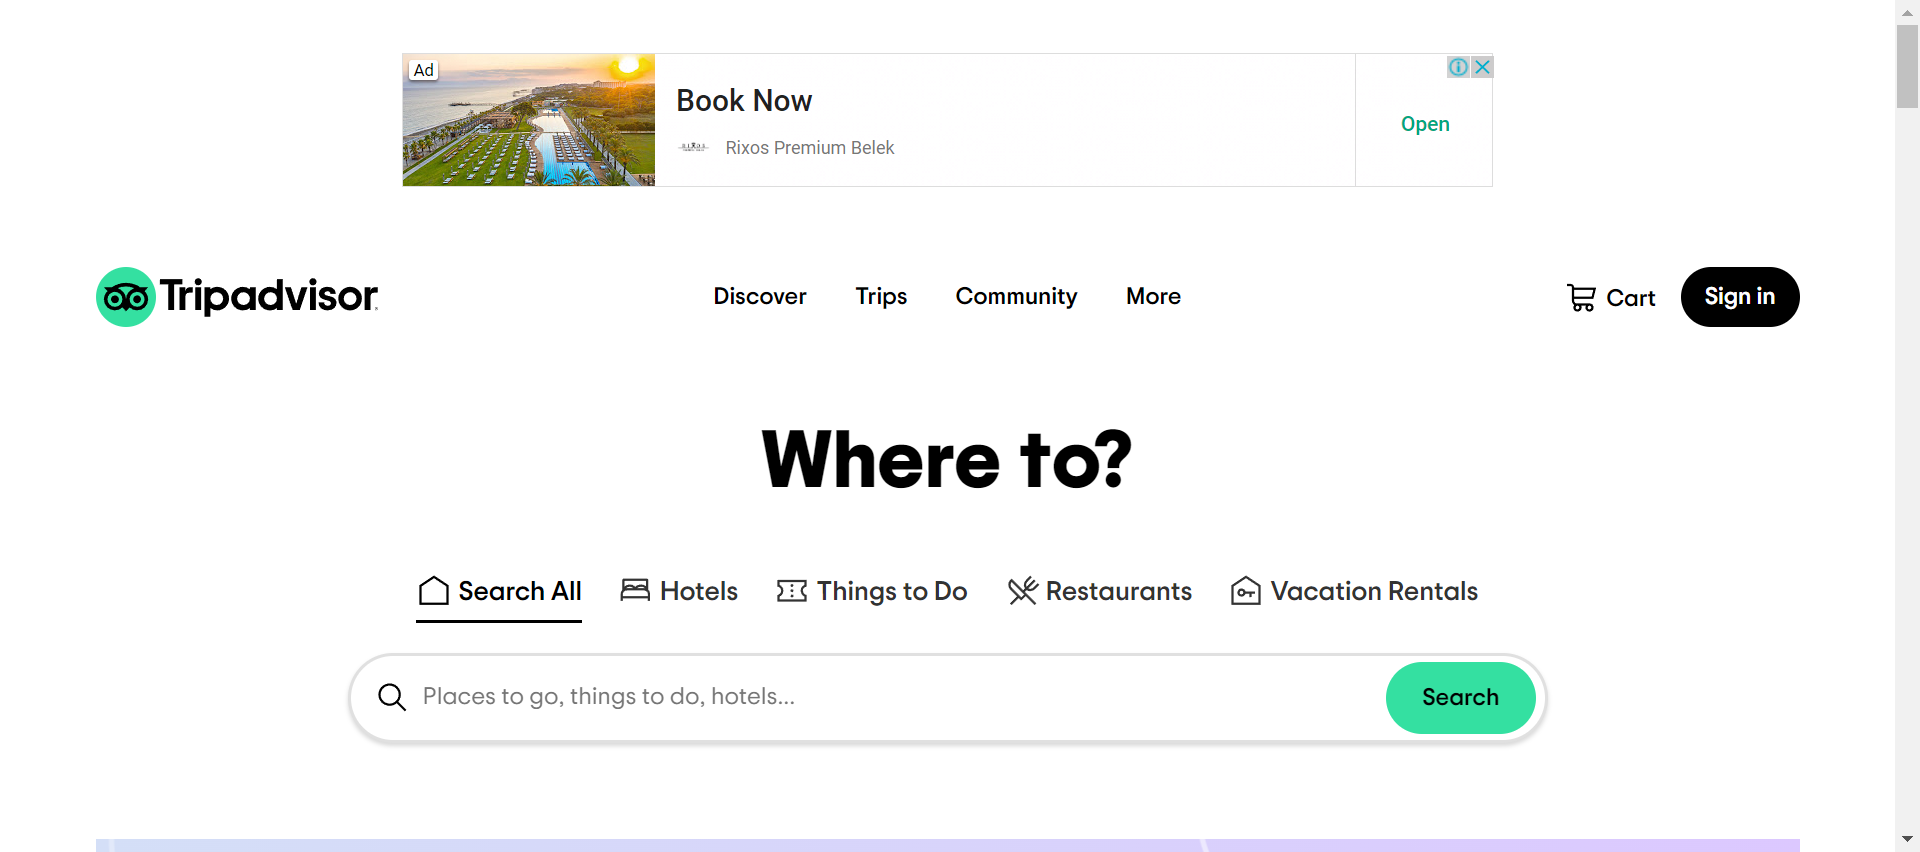 Ad
Book Now
RIXOS
Rixos Premium Belek
Open
Tripadvisor
Discover
Trips
Community
More
Cart
Sign in
Where to?
Search All
Hotels
Things to Do
Restaurants
Vacation Rentals
Places to go, things to do, hotels...
Search